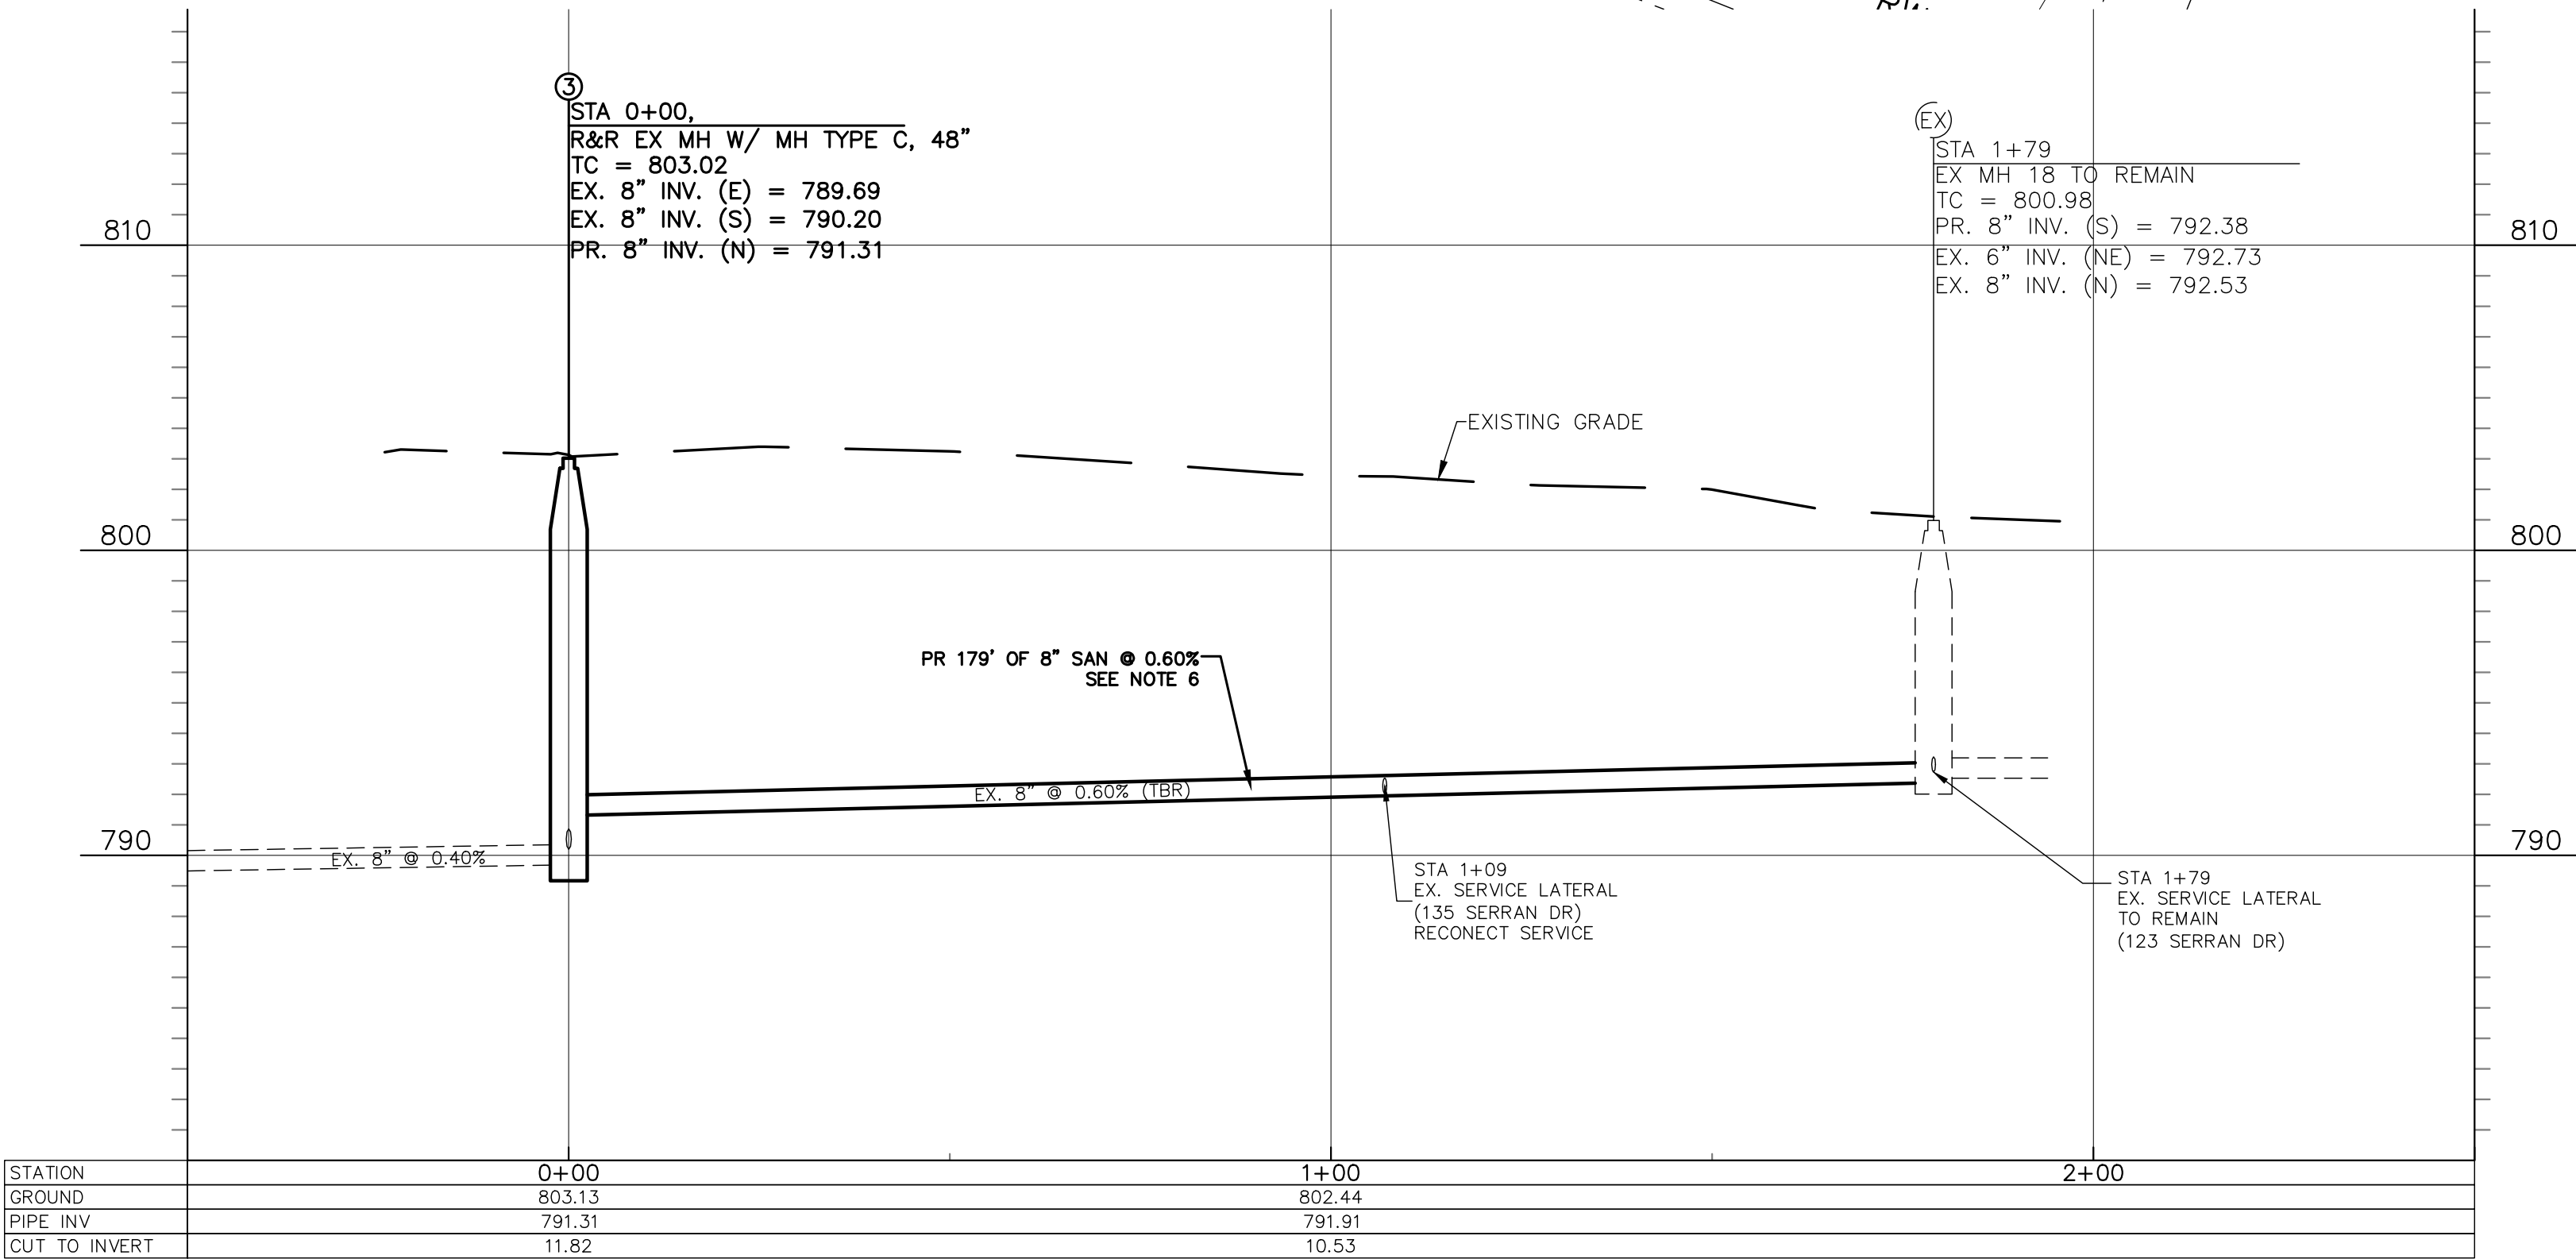 3
STA 0+00,
R&R EX MH W/ MH TYPE C, 48"
TC = 803.02
EX. 8" INV. (E) = 789.69
EX. 8" INV. (S) = 790.20
PR. 8" INV. (N) = 791.31
EX
STA 1+79
EX MH 18 TO REMAIN
TC = 800.98
PR. 8" INV. (S) = 792.38
EX. 6" INV. (NE) = 792.73
EX. 8" INV. (N) = 792.53
810
810
EXISTING GRADE
800
800
PR 179' OF 8" SAN @ 0.60%
SEE NOTE 6
EX. 8" @ 0.60% (TBR)
790
EX. 8" @ 0.40%
790
STA 1+09
EX. SERVICE LATERAL
(135 SERRAN DR)
RECONECT SERVICE
STA 1+79
EX. SERVICE LATERAL
TO REMAIN
(123 SERRAN DR)
STATION 0+00 1+00 2+00
GROUND 803.13 802.44
PIPE INV 791.31 791.91
CUT TO INVERT 11.82 10.53